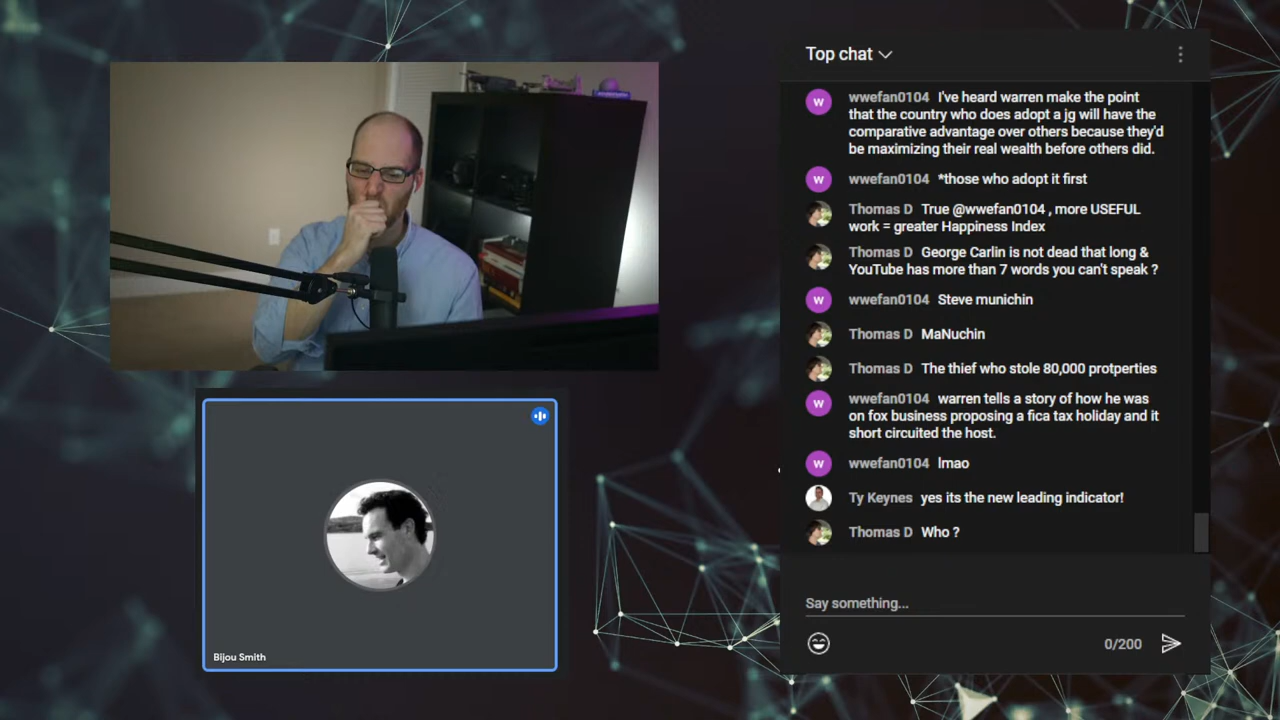 Top chat
W wwefan0104 I've heard warren make the point
that the country who does adopt a jg will have the
comparative advantage over others because they'd
be maximizing their real wealth before others did.
W wwefan0104 *those who adopt it first
Thomas D True @wwefan0104 , more USEFUL
work = greater Happiness Index
Thomas D George Carlin is not dead that long &
YouTube has more than 7 words you can't speak ?
W wwefan0104 Steve munichin
Thomas D MaNuchin
Thomas D The thief who stole 80,000 protperties
W wwefan0104 warren tells a story of how he was
on fox business proposing a fica tax holiday and it
short circuited the host.
W wwefan0104 lmao
Ty Keynes yes its the new leading indicator!
Thomas D Who ?
Say something...
0/200
Bijou Smith